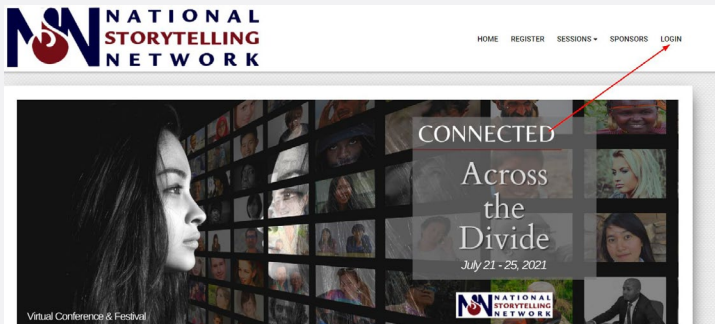 NATIONAL
STORYTELLING
NETWORK
HOME REGISTER SESSIONS SPONSORS LOGIN
CONNECTED
Across
the
Divide
July 21 - 25, 2021
NATIONAL
STORYTELLING
NETWORK
Virtual Conference & Festival